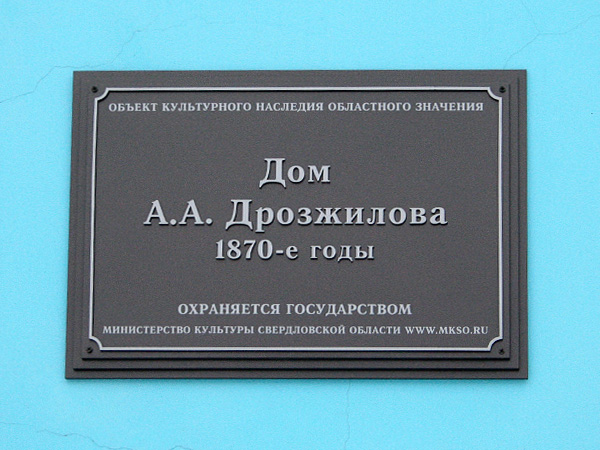 ОБЪЕКТ КУЛЬТУРНОГО НАСЛЕДИЯ ОБЛАСТНОГО ЗНАЧЕНИЯ
Дом
А.А. Дрозжилова
1870-е годы
ОХРАНЯЕТСЯ ГОСУДАРСТВОМ
МИНИСТЕРСТВО КУЛЬТУРЫ СВЕРДЛОВСКОЙ ОБЛАСТИ WWW.MKSO.RU